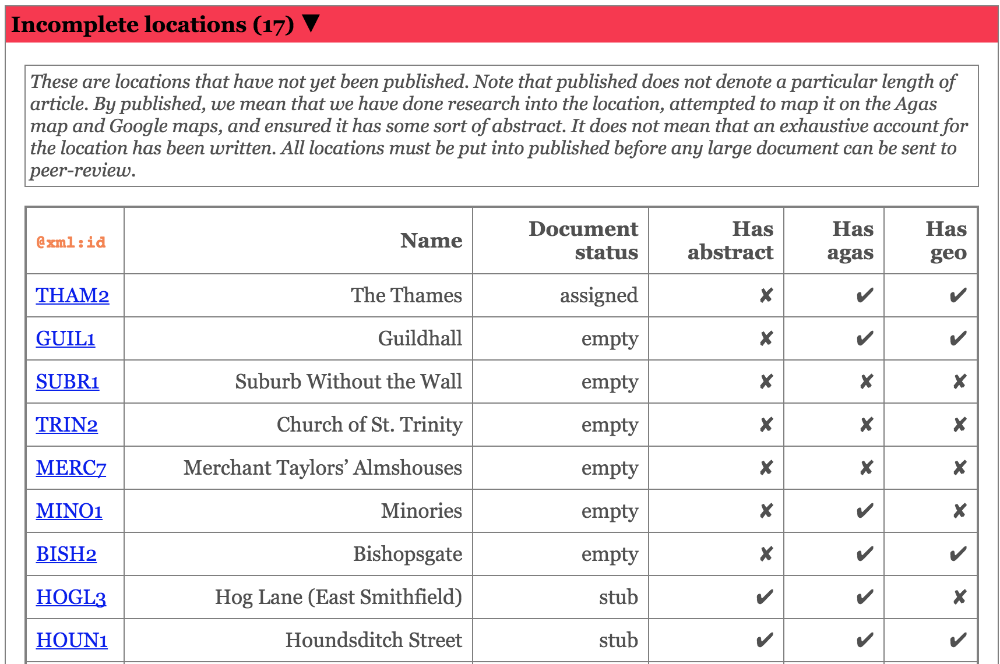 Incomplete locations (17) ▼
These are locations that have not yet been published. Note that published does not denote a particular length of
article. By published, we mean that we have done research into the location, attempted to map it on the Agas
map and Google maps, and ensured it has some sort of abstract. It does not mean that an exhaustive account for
the location has been written. All locations must be put into published before any large document can be sent to
peer-review.
@xml:id Name Document status Has abstract Has agas Has geo
THAM2 The Thames assigned ✘ ✔ ✔
GUIL1 Guildhall empty ✘ ✔ ✔
SUBR1 Suburb Without the Wall empty ✘ ✘ ✘
TRIN2 Church of St. Trinity empty ✘ ✘ ✘
MERC7 Merchant Taylors’ Almshouses empty ✘ ✘ ✘
MINO1 Minories empty ✘ ✔ ✘
BISH2 Bishopsgate empty ✘ ✔ ✔
HOGL3 Hog Lane (East Smithfield) stub ✔ ✔ ✘
HOUN1 Houndsditch Street stub ✔ ✔ ✔